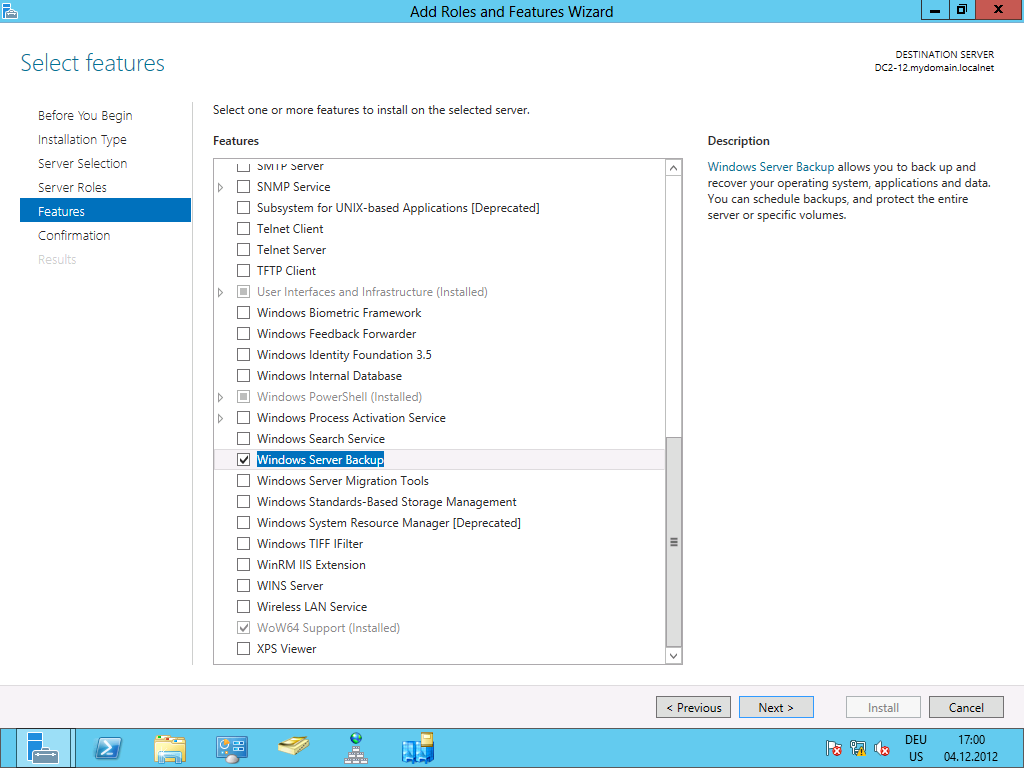 Add Roles and Features Wizard
Select features
DESTINATION SERVER
DC2-12.mydomain.localnet
Before You Begin
Installation Type
Server Selection
Server Roles
Features
Confirmation
Results
Select one or more features to install on the selected server.
Features
SMTP Server
SNMP Service
Subsystem for UNIX-based Applications [Deprecated]
Telnet Client
Telnet Server
TFTP Client
User Interfaces and Infrastructure (Installed)
Windows Biometric Framework
Windows Feedback Forwarder
Windows Identity Foundation 3.5
Windows Internal Database
Windows PowerShell (Installed)
Windows Process Activation Service
Windows Search Service
Windows Server Backup
Windows Server Migration Tools
Windows Standards-Based Storage Management
Windows System Resource Manager [Deprecated]
Windows TIFF IFilter
WinRM IIS Extension
WINS Server
Wireless LAN Service
WoW64 Support (Installed)
XPS Viewer
Description
Windows Server Backup allows you to back up and
recover your operating system, applications and data.
You can schedule backups, and protect the entire
server or specific volumes.
< Previous
Next >
Install
Cancel
DEU
US
17:00
04.12.2012